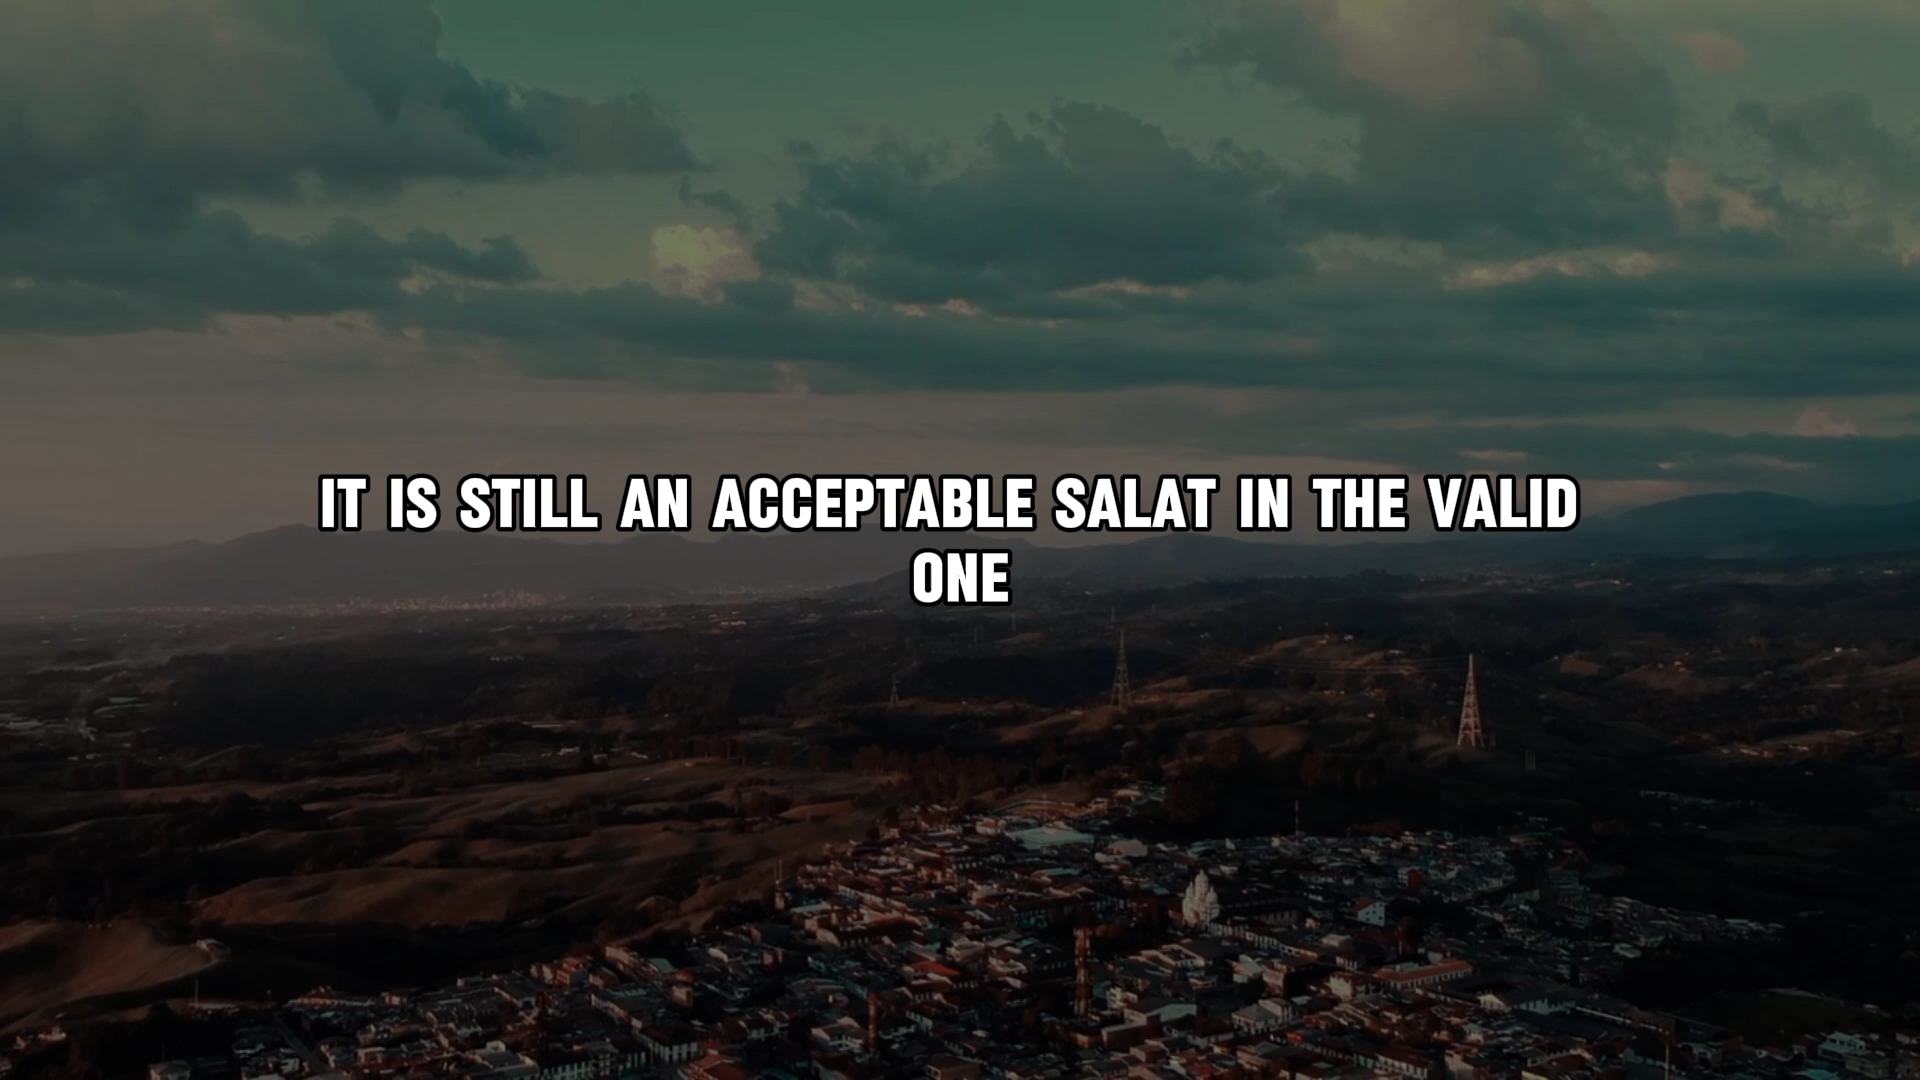 IT IS STILL AN ACCEPTABLE SALAT IN THE VALID
ONE